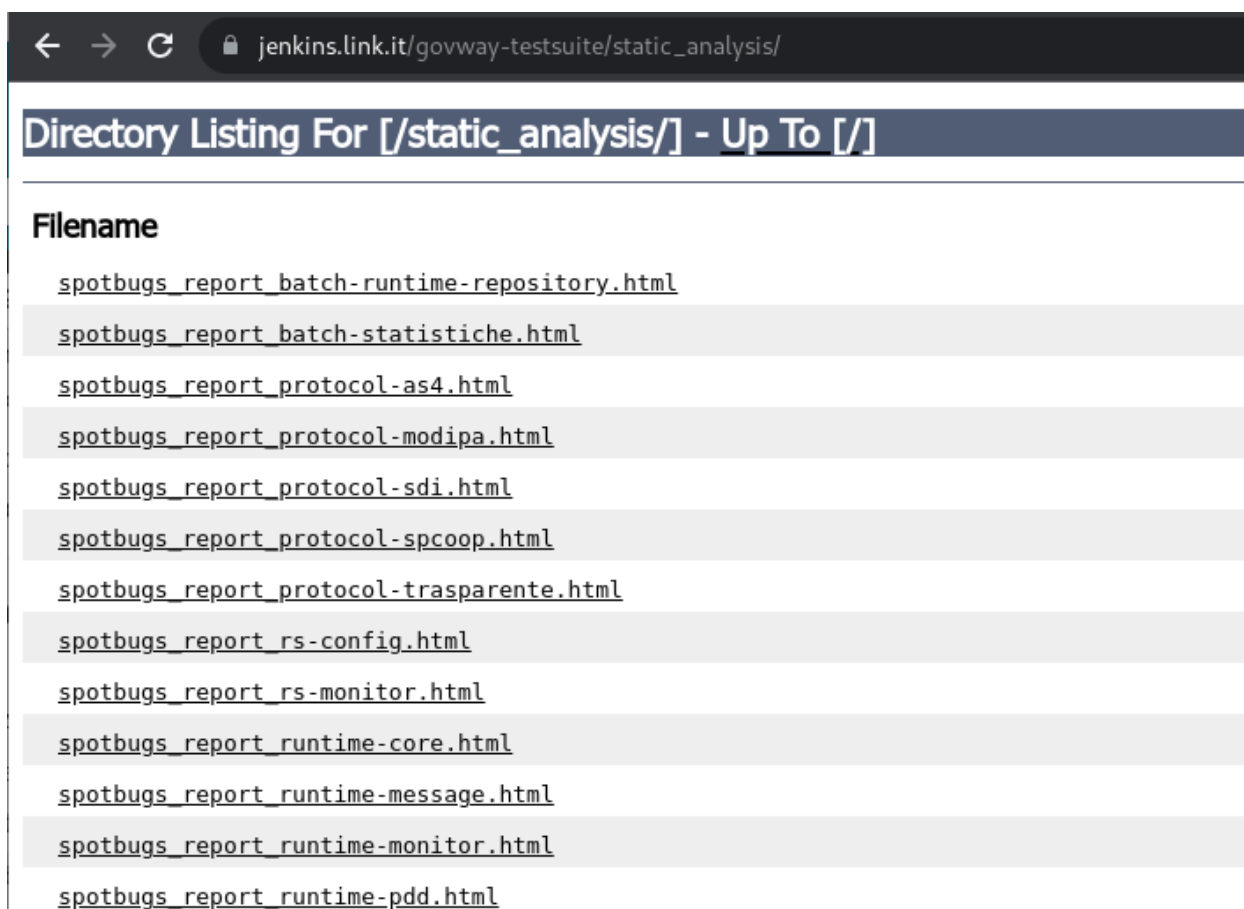 jenkins.link.it/govway-testsuite/static_analysis/
Directory Listing For [/static_analysis/] - Up To [/]
Filename
spotbugs_report_batch-runtime-repository.html
spotbugs_report_batch-statistiche.html
spotbugs_report_protocol-as4.html
spotbugs_report_protocol-modipa.html
spotbugs_report_protocol-sdi.html
spotbugs_report_protocol-spcoop.html
spotbugs_report_protocol-trasparente.html
spotbugs_report_rs-config.html
spotbugs_report_rs-monitor.html
spotbugs_report_runtime-core.html
spotbugs_report_runtime-message.html
spotbugs_report_runtime-monitor.html
spotbugs_report_runtime-pdd.html